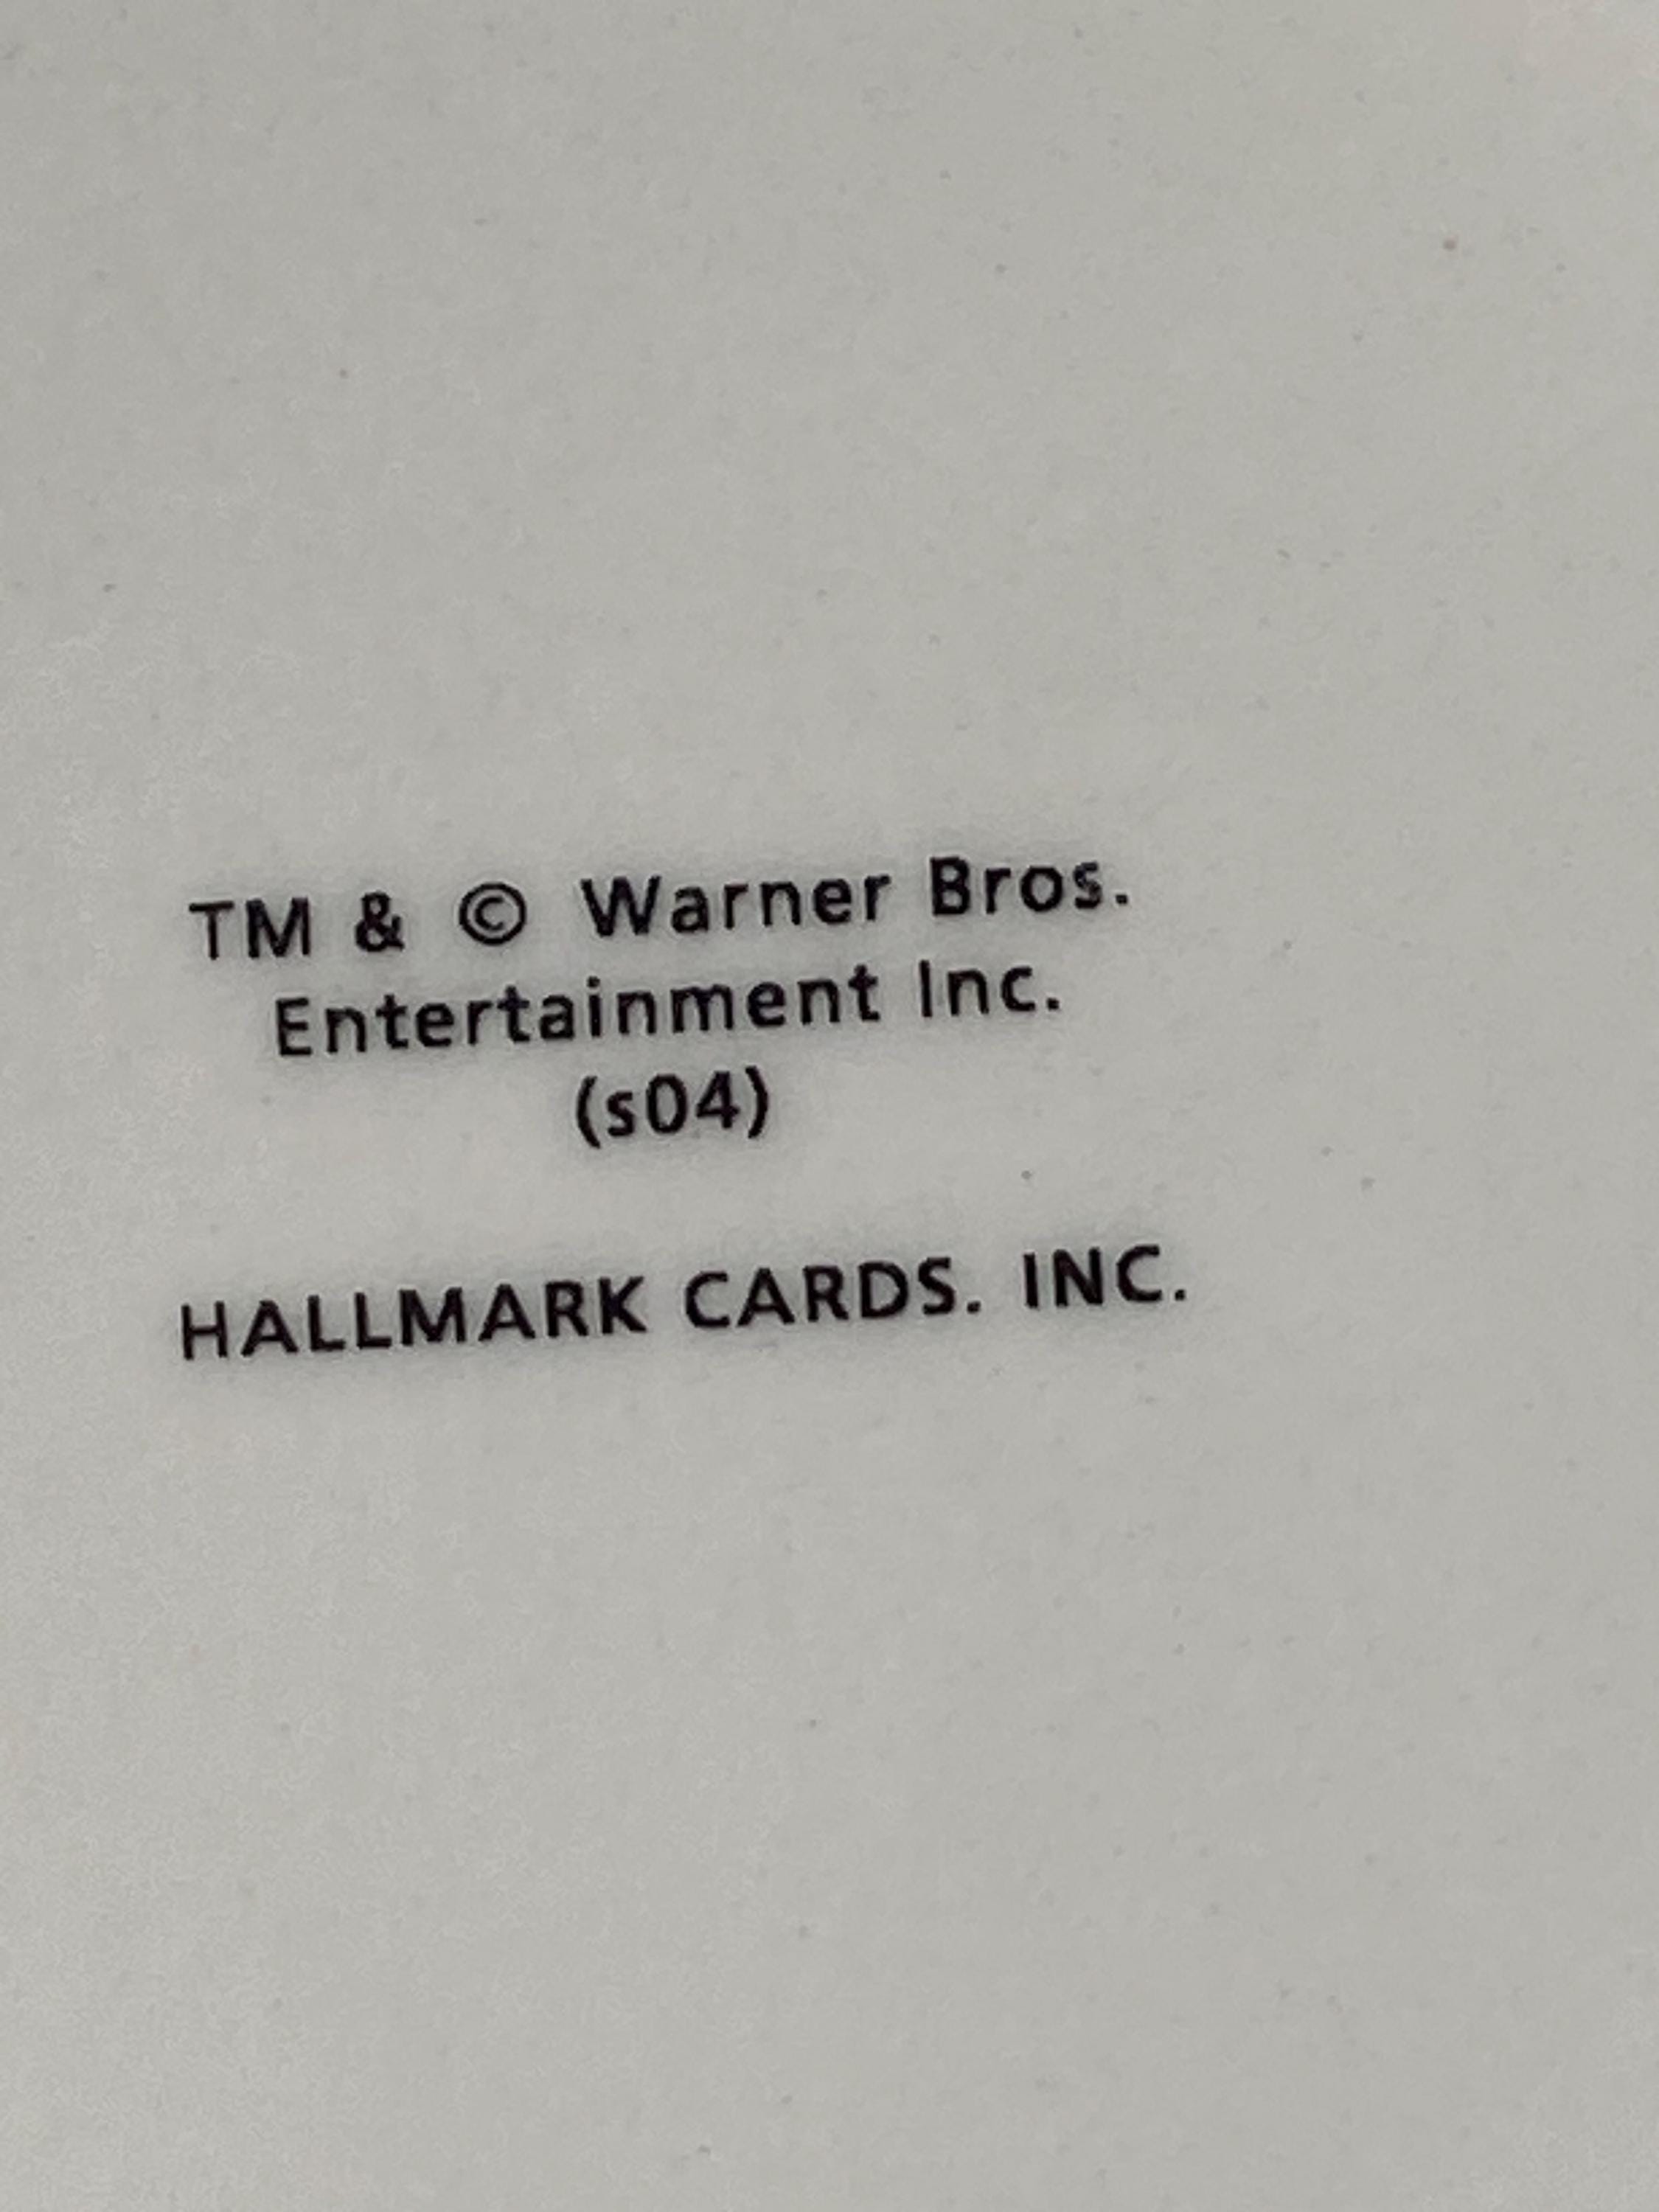 TM & © Warner Bros.
Entertainment Inc.
(s04)
HALLMARK CARDS. INC.